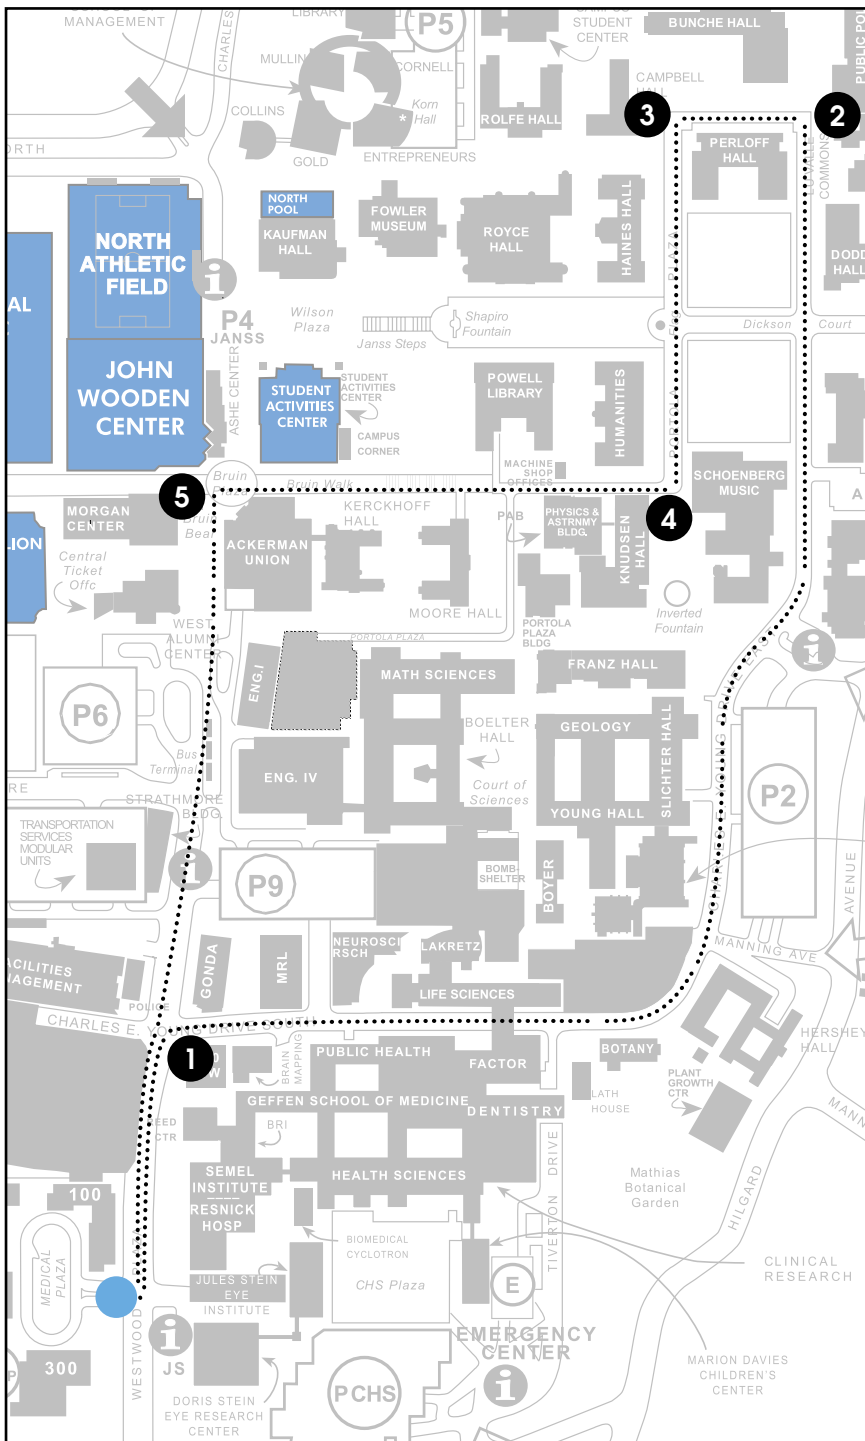 MANAGEMENT
CHARLES
LIBRARY
P5
STUDENT
CENTER
BUNCHE HALL
MULLIN
CORNELL
CAMPBELL
COLLINS
Korn
Hall
*
ROLFE HALL
3
2
GOLD
ENTREPRENEURS
PERLOFF
HALL
COMMONS
ORTH
NORTH
POOL
KAUFMAN
HALL
FOWLER
MUSEUM
ROYCE
HALL
HAINES HALL
PLAZA
DODD
HALL
NORTH
ATHLETIC
FIELD
AL
i
P4
JANSS
Wilson
Plaza
Janss Steps
Shapiro
Fountain
Dickson
Court
JOHN
WOODEN
CENTER
ASHE CENTER
STUDENT
ACTIVITIES
CENTER
STUDENT
ACTIVITIES
CENTER
CAMPUS
CORNER
POWELL
LIBRARY
HUMANITIES
PORTOLA
MACHINE
SHOP
OFFICES
SCHOENBERG
MUSIC
Bruin
Bruin Walk
5
4
A
MORGAN
CENTER
Bear
LION
Central
Ticket
Offc
ACKERMAN
UNION
KERCKHOFF
HALL
PAB
PHYSICS &
ASTRNMY
BLDG.
KNUDSEN
HALL
MOORE HALL
PORTOLA
PLAZA
BLDG
Inverted
Fountain
WEST
ALUMNI
CENTER
PORTOLA PLAZA
ENG.I
MATH SCIENCES
FRANZ HALL
i
P6
BOELTER
HALL
GEOLOGY
SLICHTER HALL
Bus
Terminal
ENG. IV
Court of
Sciences
YOUNG HALL
P2
RE
STRATHMORE
BLDG.
TRANSPORTATION
SERVICES
MODULAR
UNITS
P9
BOMB-
SHELTER
BOYER
AVENUE
NEUROSCI
RSCH
LAKRETZ
GONDA
MRL
MANNING AVE
FACILITIES
MANAGEMENT
POLICE
LIFE SCIENCES
CHARLES E. YOUNG DRIVE SOUTH
HERSHEY
HALL
1
BRAIN
MAPPING
PUBLIC HEALTH
FACTOR
BOTANY
PLANT
GROWTH
CTR
LATH
HOUSE
GEFFEN SCHOOL OF MEDICINE
DENTISTRY
CTR
BRI
SEMEL
INSTITUTE
RESNICK
HOSP
HEALTH SCIENCES
TIVERTON DRIVE
Mathias
Botanical
Garden
HILGARD
100
BIOMEDICAL
CYCLOTRON
MEDICAL
PLAZA
CLINICAL
RESEARCH
JULES STEIN
EYE
INSTITUTE
CHS Plaza
E
WESTWOOD
i
JS
EMERGENCY
CENTER
300
P CHS
i
MARION DAVIES
CHILDREN'S
CENTER
DORIS STEIN
EYE RESEARCH
CENTER